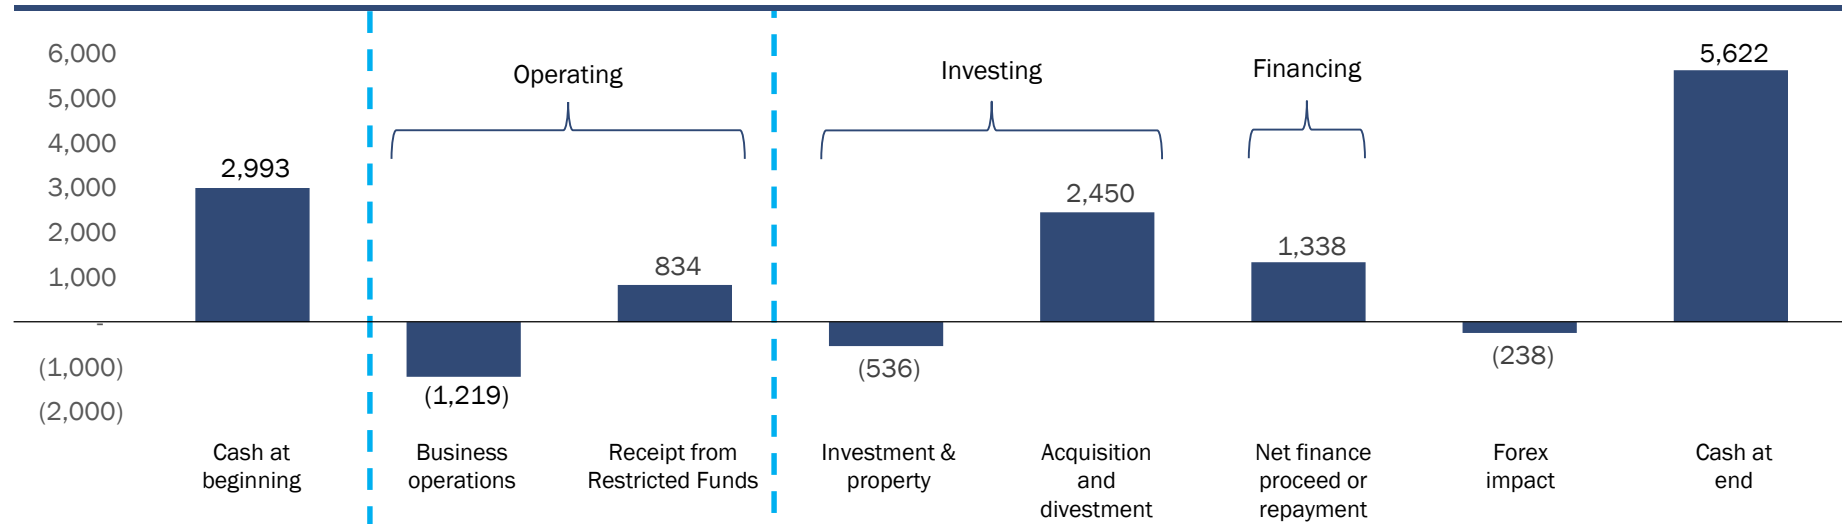 6,000
5,000
4,000
3,000
2,000
1,000
-
(1,000)
(2,000)
Operating
Investing
Financing
2,993
(1,219)
834
(536)
2,450
1,338
(238)
5,622
Cash at
beginning
Business
operations
Receipt from
Restricted Funds
Investment &
property
Acquisition
and
divestment
Net finance
proceed or
repayment
Forex
impact
Cash at
end